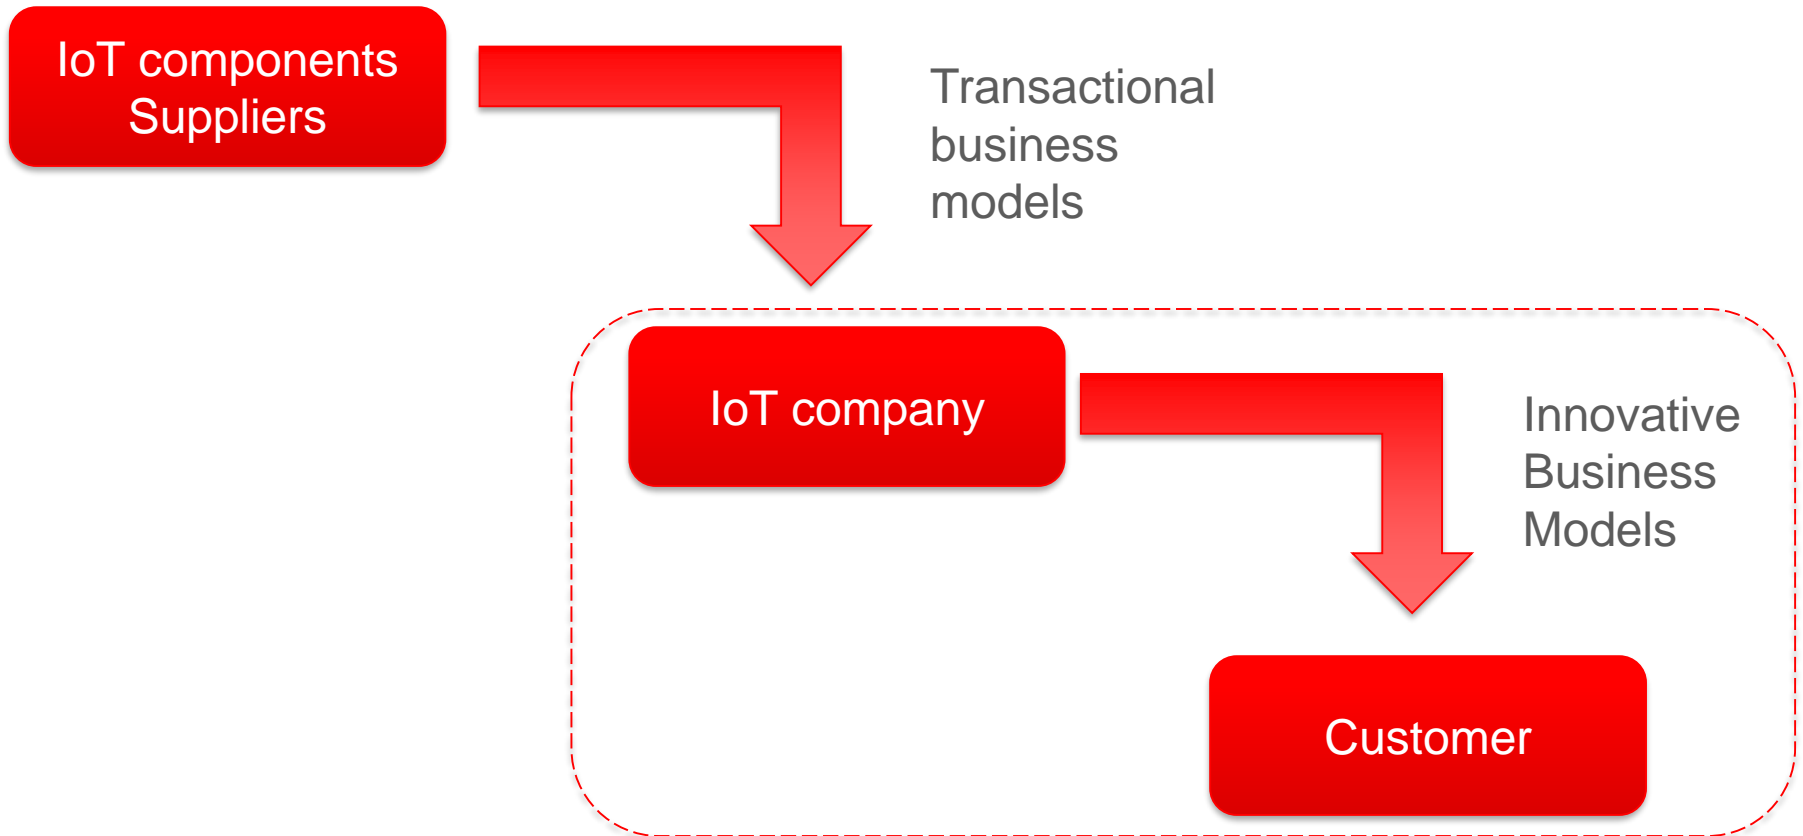 IoT components
Suppliers
Transactional
business
models
IoT company
Innovative
Business
Models
Customer